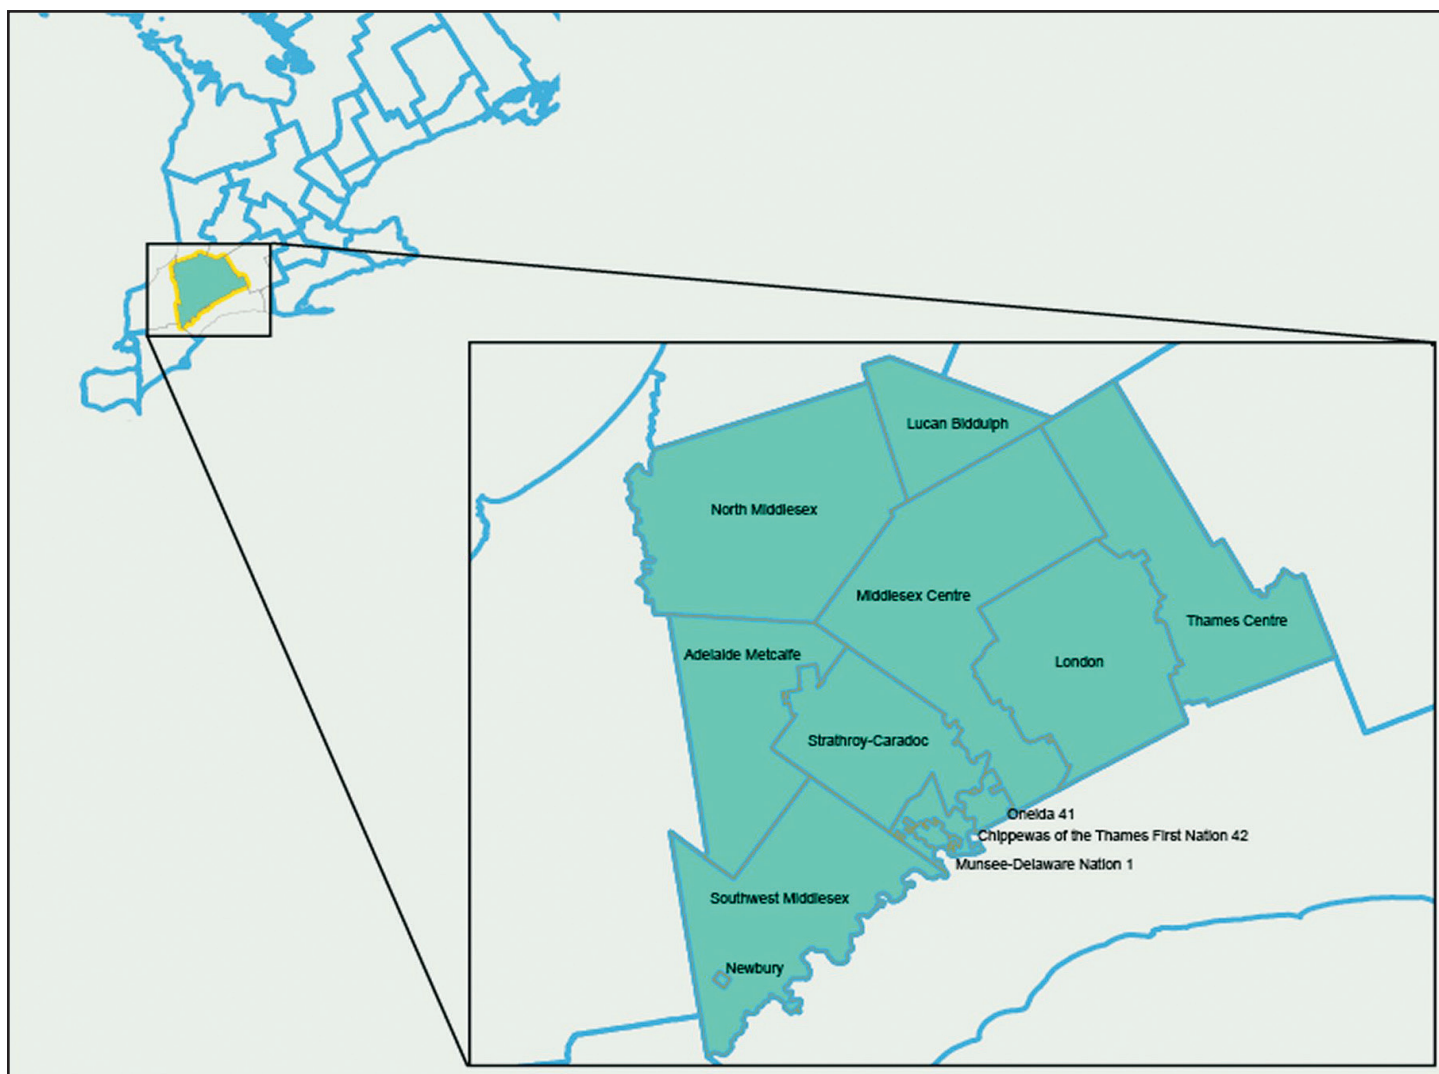 Lucan Biddulph
North Middlesex
Middlesex Centre
Thames Centre
Adelaide Metcalfe
London
Strathroy-Caradoc
Oneida 41
Chippewas of the Thames First Nation 42
Munsee-Delaware Nation 1
Southwest Middlesex
Newbury